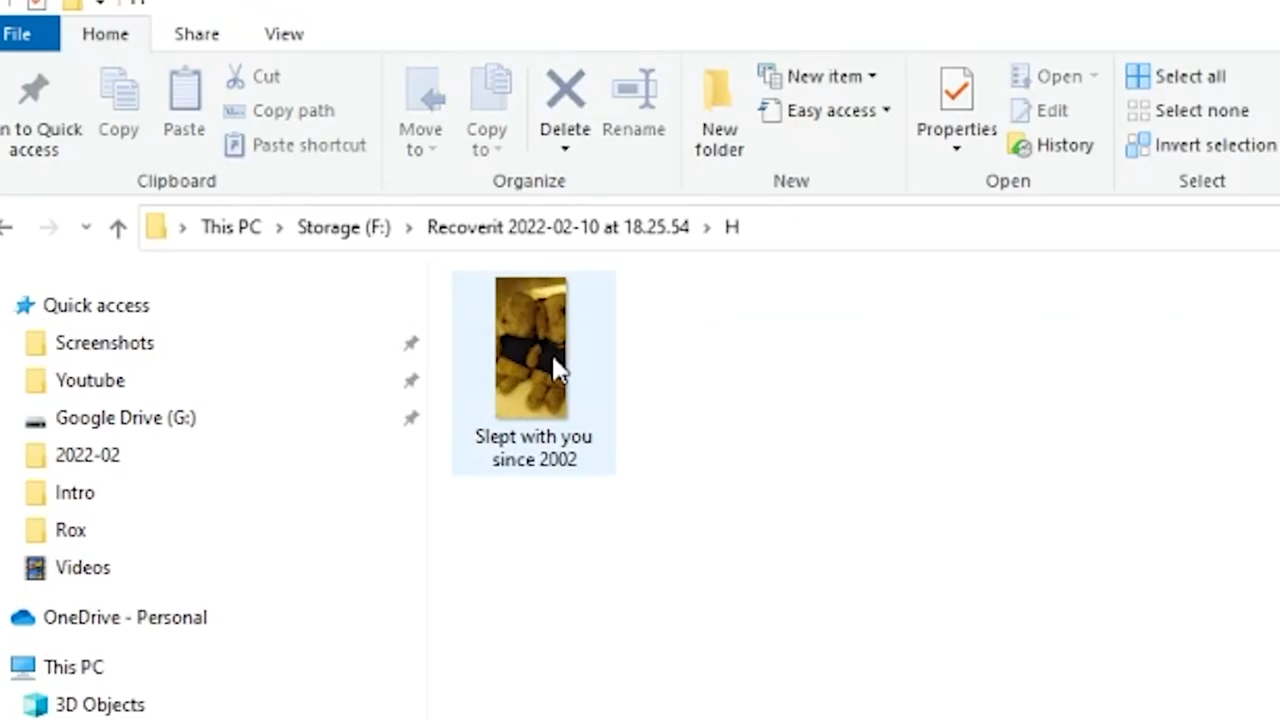 File Home Share View
Cut New item Open Select all
Copy path Easy access Edit Select none
n to Quick Copy Paste Move Copy Delete Rename New Properties
access Paste shortcut to to folder History Invert selection
Clipboard Organize New Open Select
This PC Storage (F:) Recoverit 2022-02-10 at 18.25.54 H
Quick access
Screenshots
Youtube
Google Drive (G:)
Slept with you
since 2002
2022-02
Intro
Rox
Videos
OneDrive - Personal
This PC
3D Objects